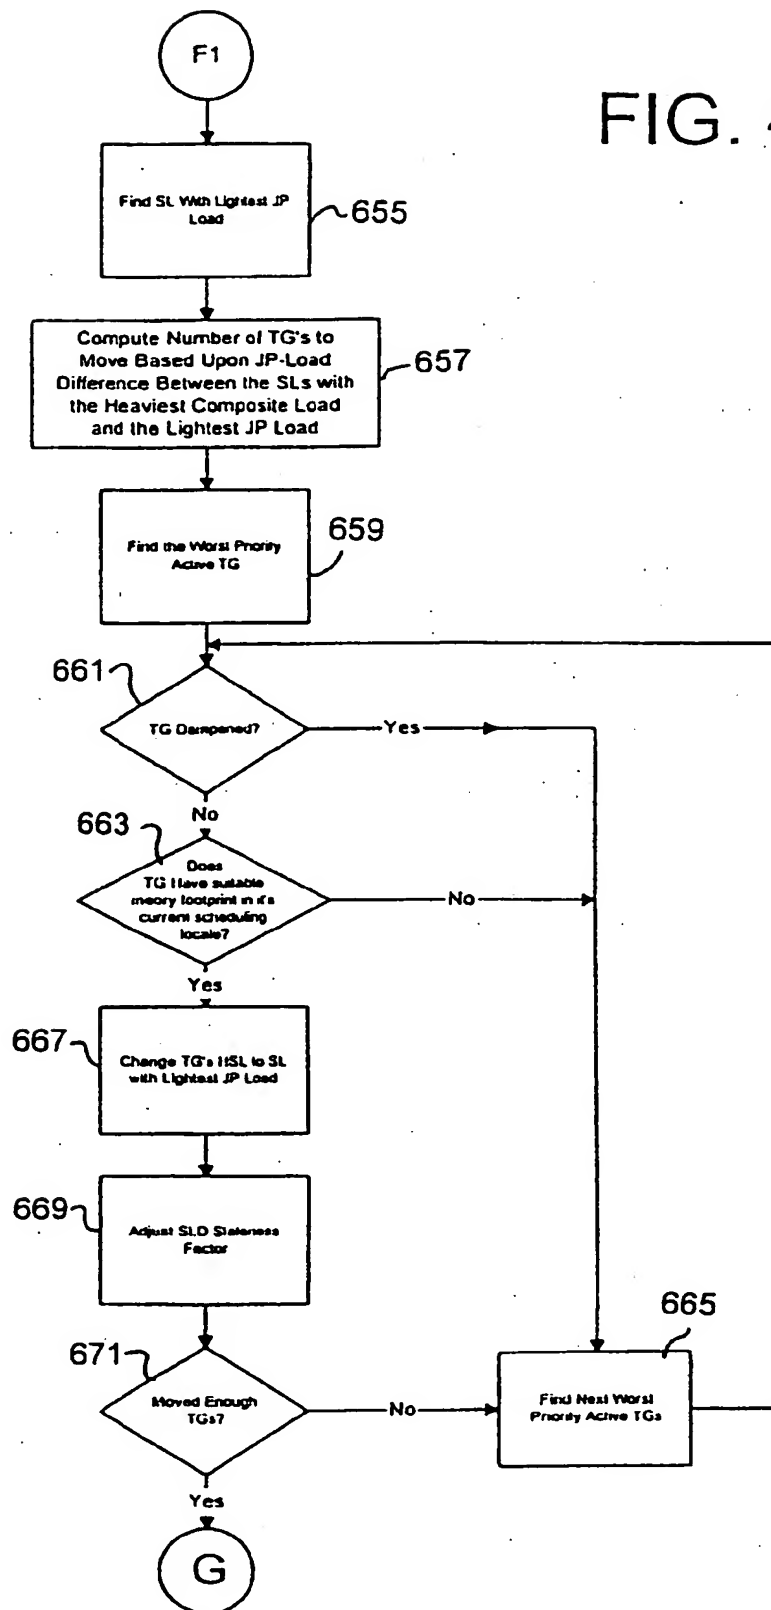 F1
FIG. 4
Find SL With Lightest JP
Load
655
Compute Number of TG's to
Move Based Upon JP-Load
Difference Between the SLs with
the Heaviest Composite Load
and the Lightest JP Load
657
Find the Worst Priority
Active TG
659
661
TG Dampened?
Yes
No
663
Does
TG Have suitable
meory footprint in it's
current scheduling
locale?
No
Yes
667
Change TG's HSL to SL
with Lightest JP Load
669
Adjust SLD Staleness
Factor
671
Moved Enough
TGs?
No
665
Find Next Worst
Priority Active TGs
Yes
G